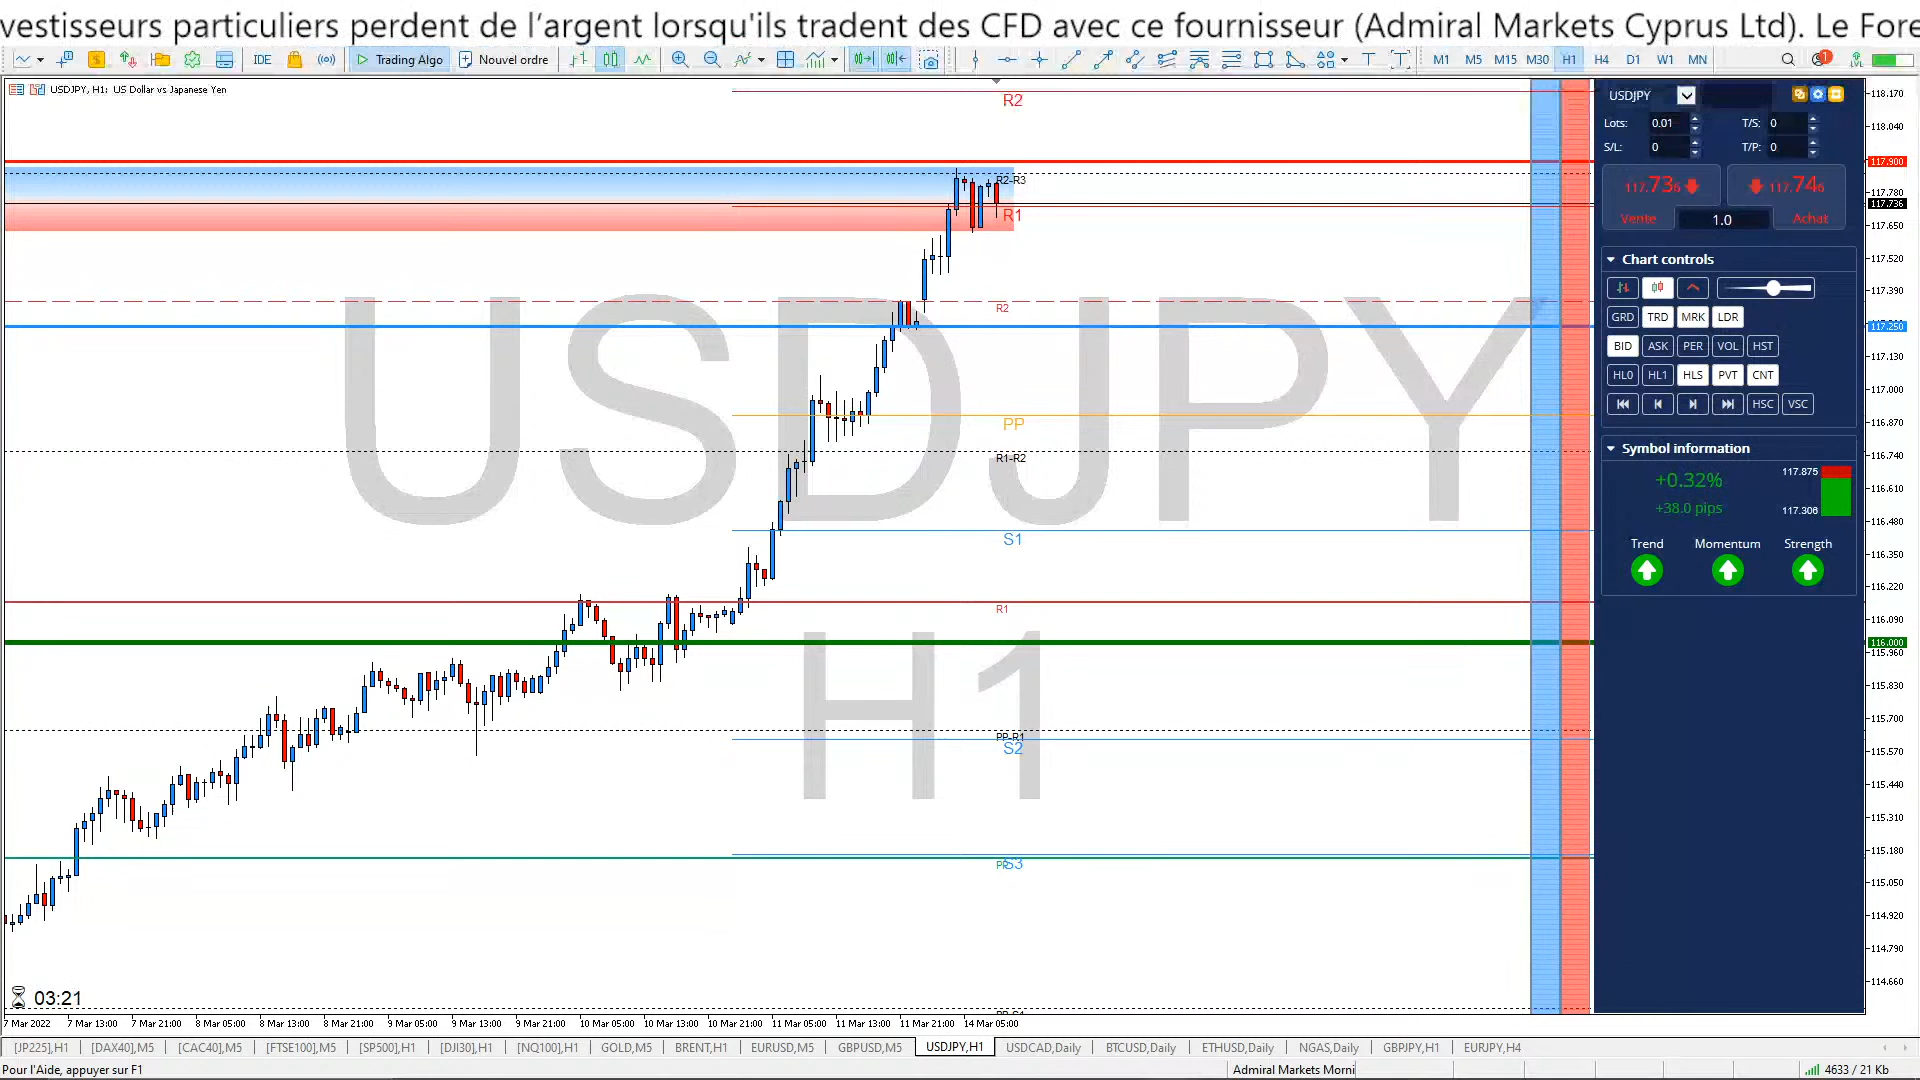 vestisseurs particuliers perdent de l’argent lorsqu'ils tradent des CFD avec ce fournisseur (Admiral Markets Cyprus Ltd). Le Fore
IDE Trading Algo Nouvel ordre M1 M5 M15 M30 H1 H4 D1 W1 MN 1 LVL
USDJPY, H1: US Dollar vs Japanese Yen
USDJPY
H1
R2
R2-R3
R1
R2
PP
R1-R2
S1
R1
PP-R1
S2
S3
03:21
118.170
118.040
117.900
117.780
117.736
117.650
117.520
117.390
117.250
117.130
117.000
116.870
116.740
116.610
116.480
116.350
116.220
116.090
116.000
115.960
115.830
115.700
115.570
115.440
115.310
115.180
115.050
114.920
114.790
114.660
USDJPY
Lots: 0.01 T/S: 0
S/L: 0 T/P: 0
117.736 117.746
Vente 1.0 Achat
Chart controls
GRD TRD MRK LDR
BID ASK PER VOL HST
HL0 HL1 HLS PVT CNT
HSC VSC
Symbol information
+0.32% 117.875
+38.0 pips 117.306
Trend Momentum Strength
7 Mar 2022 7 Mar 13:00 7 Mar 21:00 8 Mar 05:00 8 Mar 13:00 8 Mar 21:00 9 Mar 05:00 9 Mar 13:00 9 Mar 21:00 10 Mar 05:00 10 Mar 13:00 10 Mar 21:00 11 Mar 05:00 11 Mar 13:00 11 Mar 21:00 14 Mar 05:00
[JP225],H1 [DAX40],M5 [CAC40],M5 [FTSE100],M5 [SP500],H1 [DJI30],H1 [NQ100],H1 GOLD,M5 BRENT,H1 EURUSD,M5 GBPUSD,M5 USDJPY,H1 USDCAD,Daily BTCUSD,Daily ETHUSD,Daily NGAS,Daily GBPJPY,H1 EURJPY,H4
Pour l'Aide, appuyer sur F1 Admiral Markets Morni 4633 / 21 Kb